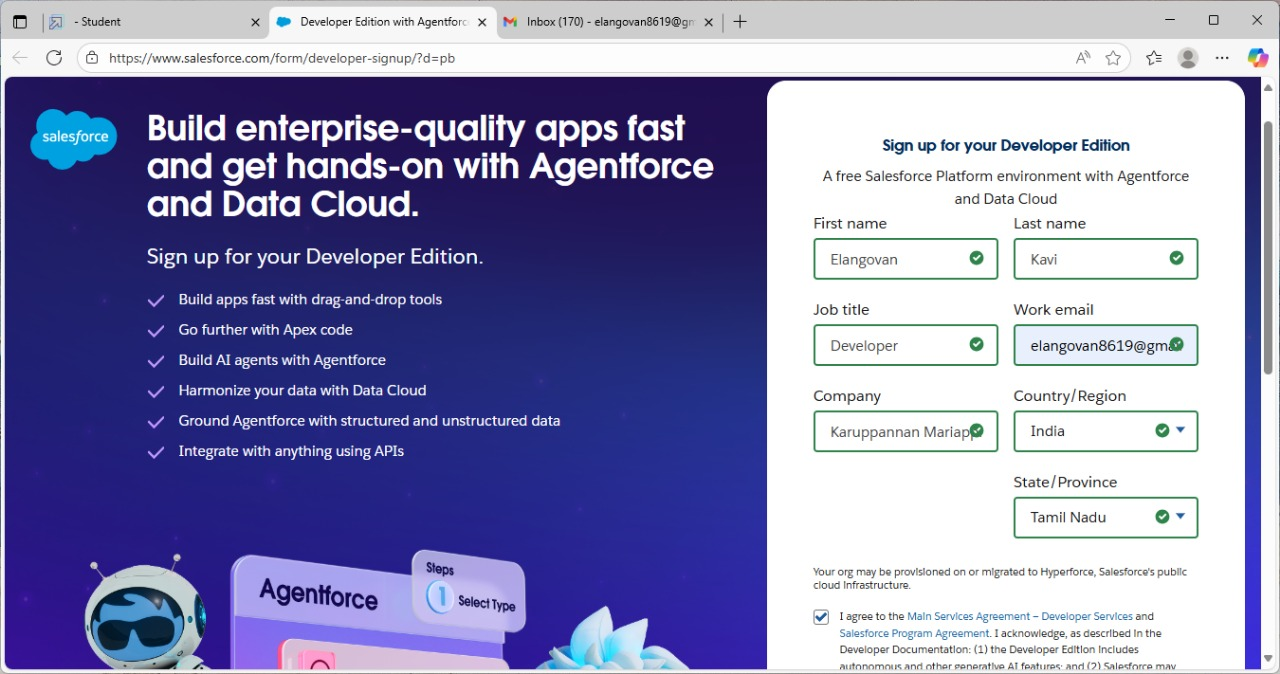 - Student
Developer Edition with Agentforc
Inbox (170) - elangovan8619@gm
https://www.salesforce.com/form/developer-signup/?d=pb
salesforce
Build enterprise-quality apps fast
and get hands-on with Agentforce
and Data Cloud.
Sign up for your Developer Edition.
Build apps fast with drag-and-drop tools
Go further with Apex code
Build AI agents with Agentforce
Harmonize your data with Data Cloud
Ground Agentforce with structured and unstructured data
Integrate with anything using APIs
Agentforce
Steps
1 Select Type
Sign up for your Developer Edition
A free Salesforce Platform environment with Agentforce
and Data Cloud
First name Last name
Elangovan Kavi
Job title Work email
Developer elangovan8619@gma
Company Country/Region
Karuppannan Mariapp India
State/Province
Tamil Nadu
Your org may be provisioned on or migrated to Hyperforce, Salesforce's public
cloud infrastructure.
I agree to the Main Services Agreement – Developer Services and
Salesforce Program Agreement. I acknowledge, as described in the
Developer Documentation: (1) the Developer Edition includes
autonomous and other generative AI features; and (2) Salesforce may